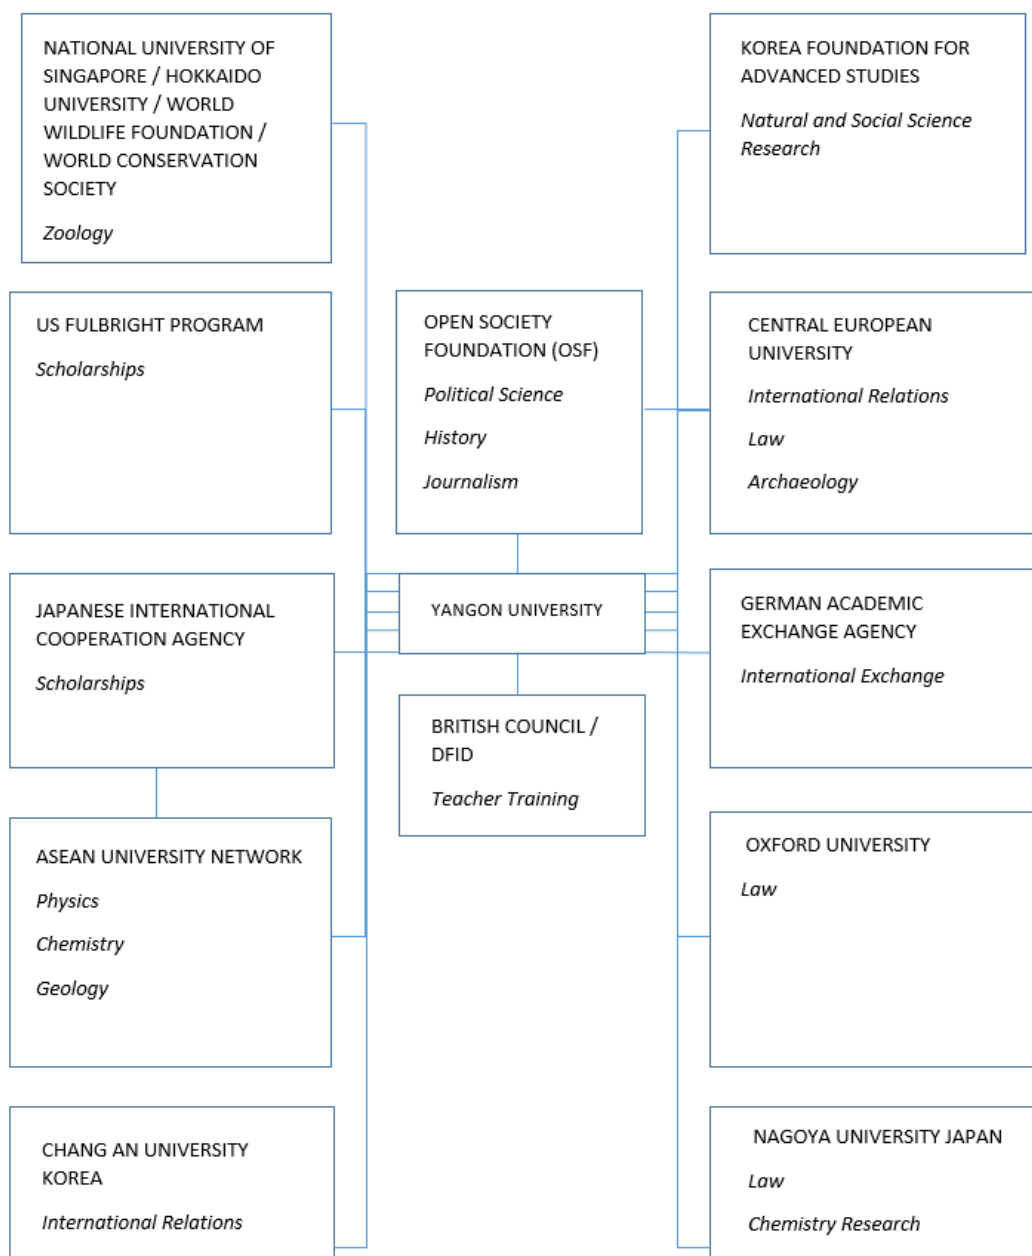 NATIONAL UNIVERSITY OF
SINGAPORE / HOKKAIDO
UNIVERSITY / WORLD
WILDLIFE FOUNDATION /
WORLD CONSERVATION
SOCIETY
Zoology
KOREA FOUNDATION FOR
ADVANCED STUDIES
Natural and Social Science
Research
US FULBRIGHT PROGRAM
Scholarships
OPEN SOCIETY
FOUNDATION (OSF)
Political Science
History
Journalism
CENTRAL EUROPEAN
UNIVERSITY
International Relations
Law
Archaeology
JAPANESE INTERNATIONAL
COOPERATION AGENCY
Scholarships
YANGON UNIVERSITY
GERMAN ACADEMIC
EXCHANGE AGENCY
International Exchange
BRITISH COUNCIL /
DFID
Teacher Training
ASEAN UNIVERSITY NETWORK
Physics
Chemistry
Geology
OXFORD UNIVERSITY
Law
CHANG AN UNIVERSITY
KOREA
International Relations
NAGOYA UNIVERSITY JAPAN
Law
Chemistry Research